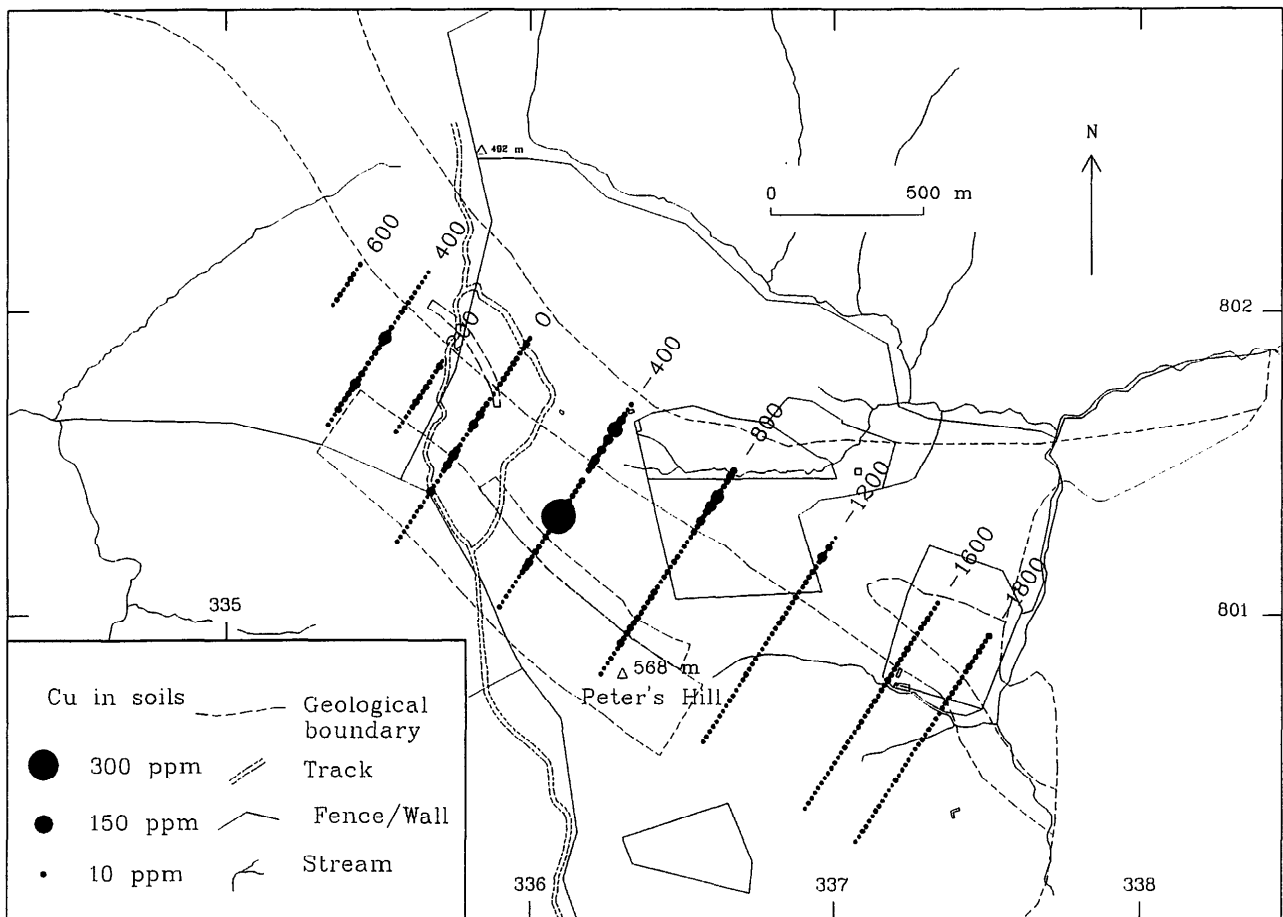 △ 492 m
N
0 500 m
600
400
0
-400
-800
-1200
-1600
-1800
802
801
335
△ 568 m
Peter's Hill
336
337
338
Cu in soils
Geological
boundary
300 ppm
Track
150 ppm
Fence/Wall
10 ppm
Stream